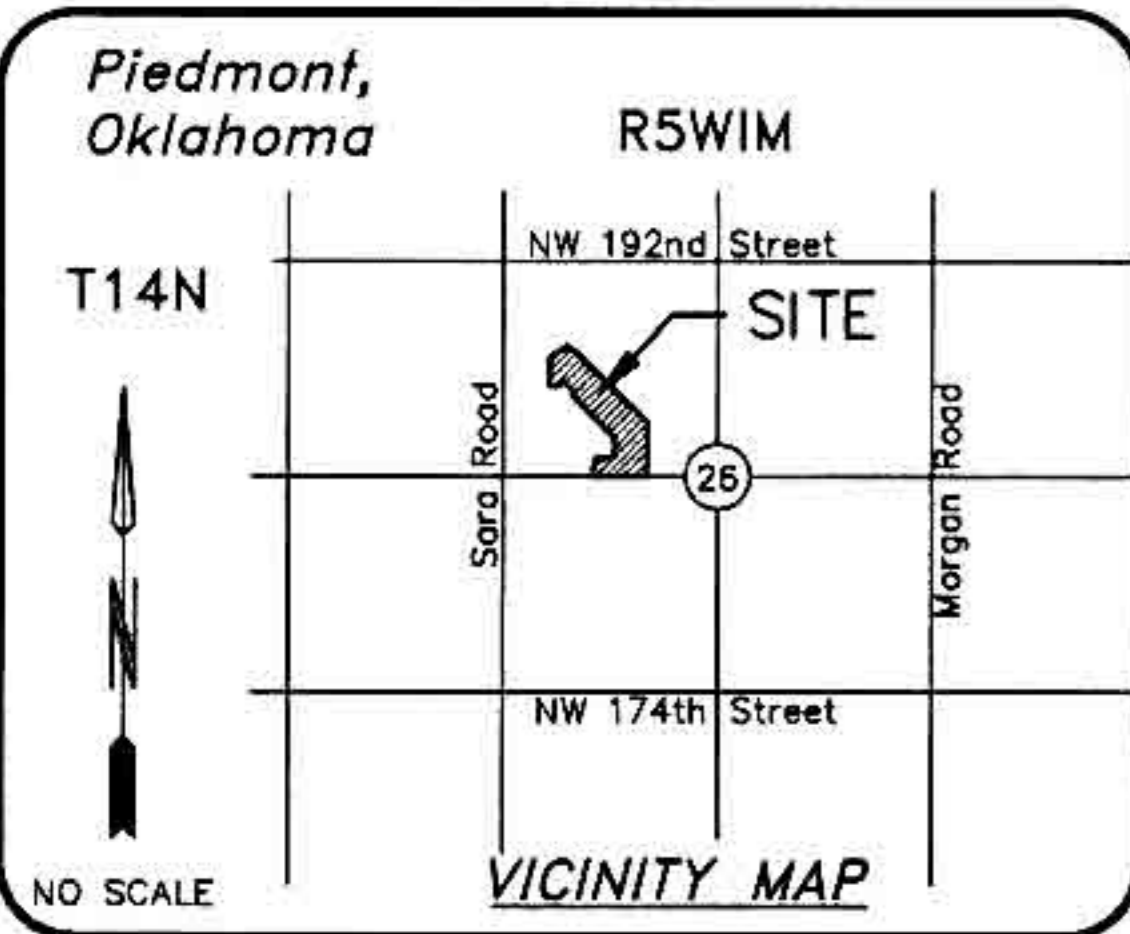 Piedmont,
Oklahoma
R5WIM
T14N
NW 192nd Street
SITE
Sara Road
26
Morgan Road
N
NW 174th Street
NO SCALE
VICINITY MAP